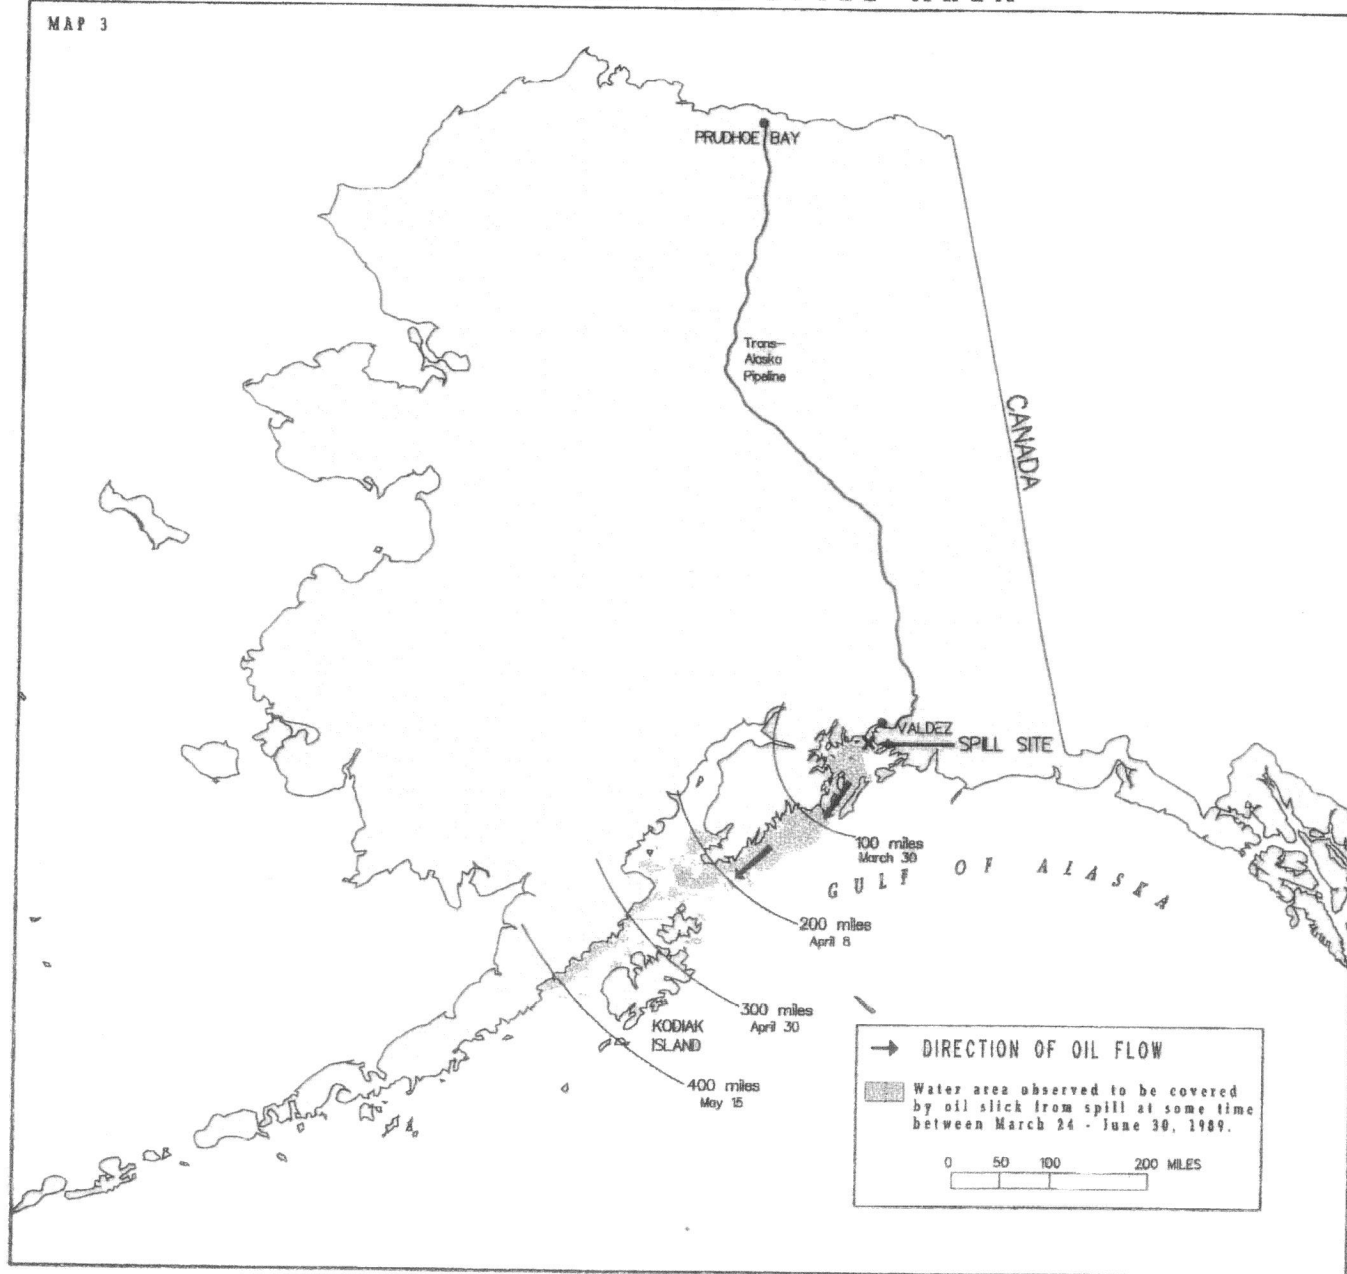 MAP 3
PRUDHOE BAY
Trans-
Alaska
Pipeline
CANADA
VALDEZ
SPILL SITE
100 miles
March 30
GULF OF ALASKA
200 miles
April 8
300 miles
April 30
KODIAK
ISLAND
400 miles
May 15
DIRECTION OF OIL FLOW
Water area observed to be covered
by oil slick from spill at some time
between March 24 - June 30, 1989.
0 50 100 200 MILES